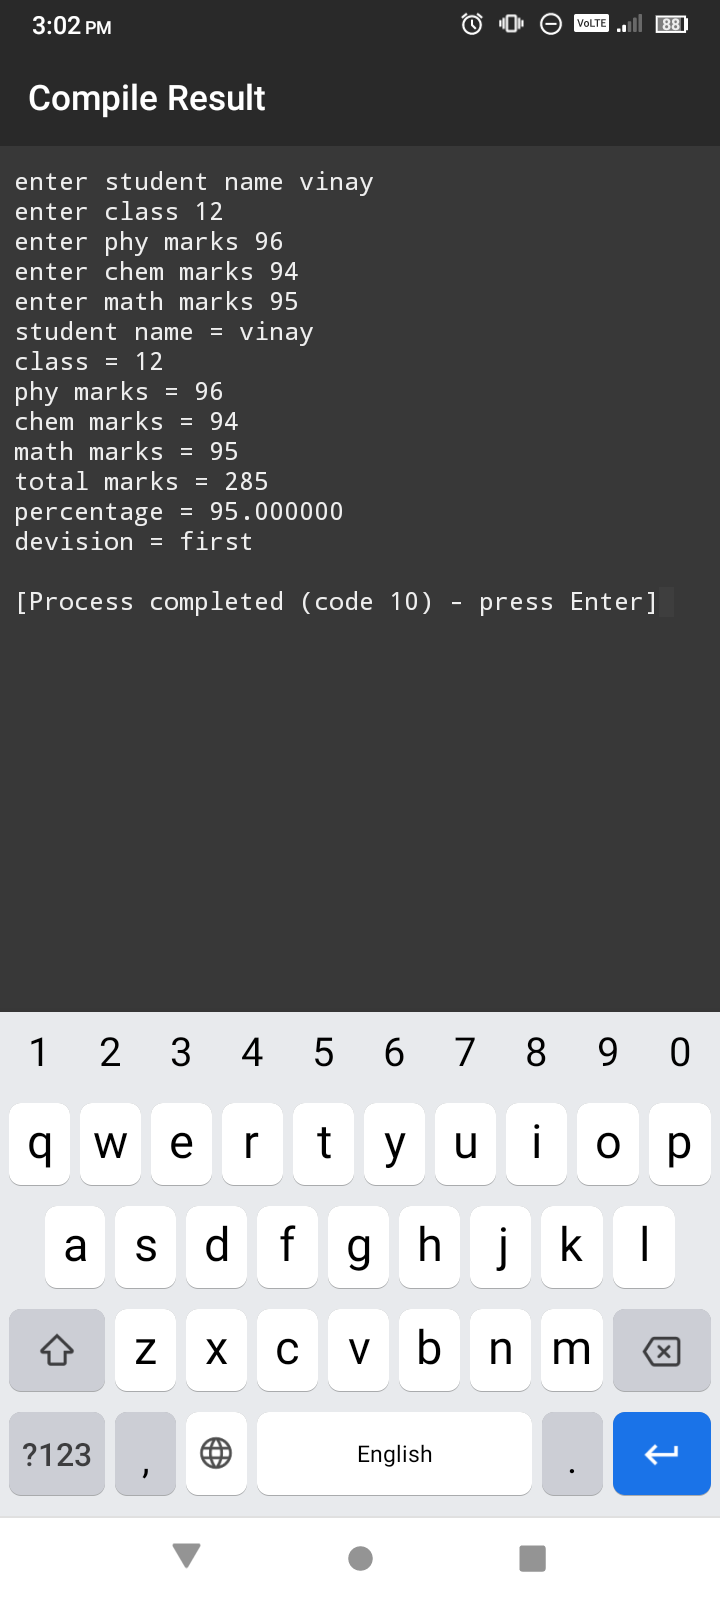 3:02 PM
VoLTE
88
Compile Result
enter student name vinay
enter class 12
enter phy marks 96
enter chem marks 94
enter math marks 95
student name = vinay
class = 12
phy marks = 96
chem marks = 94
math marks = 95
total marks = 285
percentage = 95.000000
devision = first
[Process completed (code 10) - press Enter]
1 2 3 4 5 6 7 8 9 0
q w e r t y u i o p
a s d f g h j k l
z x c v b n m
?123 , English .